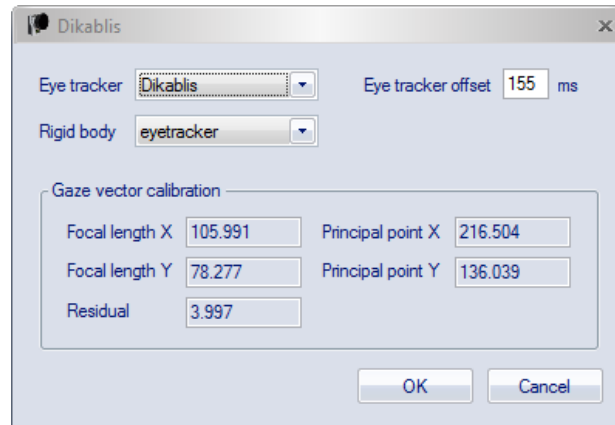 Dikablis
Eye tracker Dikablis Eye tracker offset 155 ms
Rigid body eyetracker
Gaze vector calibration
Focal length X 105.991 Principal point X 216.504
Focal length Y 78.277 Principal point Y 136.039
Residual 3.997
OK Cancel